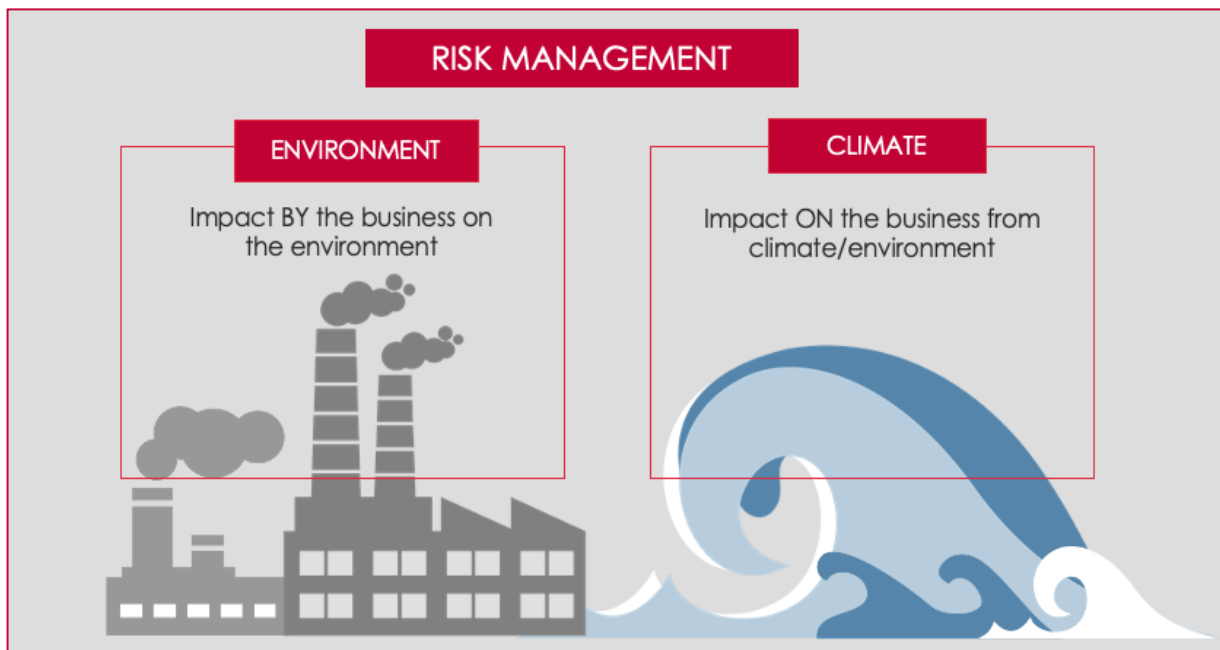 RISK MANAGEMENT
ENVIRONMENT
Impact BY the business on
the environment
CLIMATE
Impact ON the business from
climate/environment